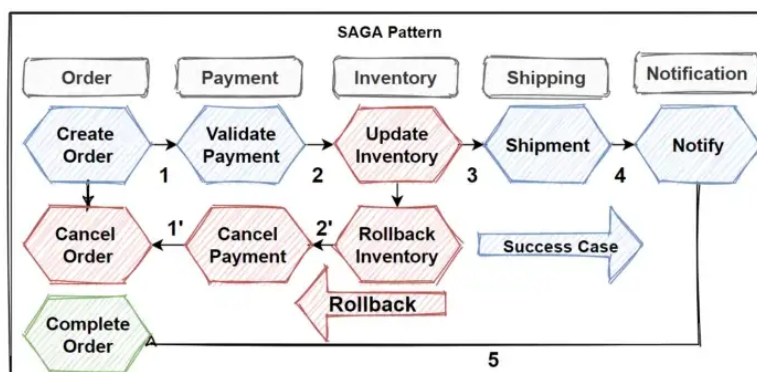 SAGA Pattern
Order
Payment
Inventory
Shipping
Notification
Create
Order
1
Validate
Payment
2
Update
Inventory
3
Shipment
4
Notify
Cancel
Order
1'
Cancel
Payment
2'
Rollback
Inventory
Success Case
Rollback
Complete
Order
5